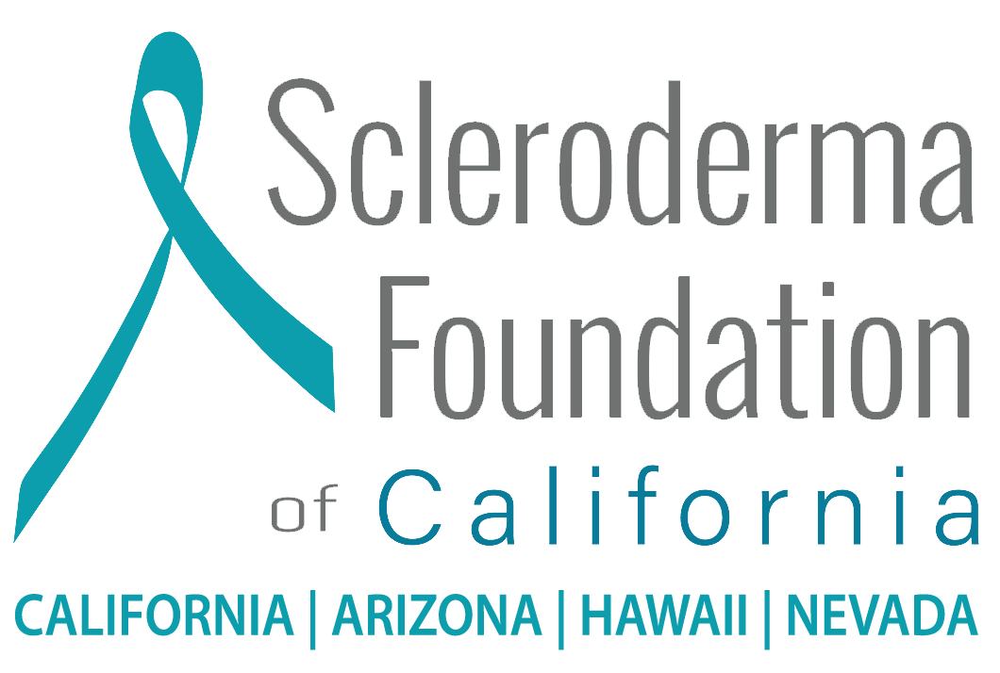 Scleroderma
Foundation
of California
CALIFORNIA | ARIZONA | HAWAII | NEVADA